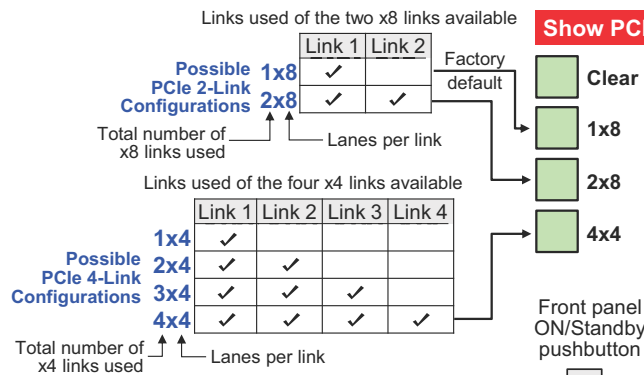 Links used of the two x8 links available
Link 1 Link 2
Possible PCIe 2-Link Configurations
1x8 ✓
2x8 ✓ ✓
Factory default
Total number of x8 links used
Lanes per link
Links used of the four x4 links available
Link 1 Link 2 Link 3 Link 4
Possible PCIe 4-Link Configurations
1x4 ✓
2x4 ✓ ✓
3x4 ✓ ✓ ✓
4x4 ✓ ✓ ✓ ✓
Total number of x4 links used
Lanes per link
Show PCI
Clear
1x8
2x8
4x4
Front panel
ON/Standby
pushbutton